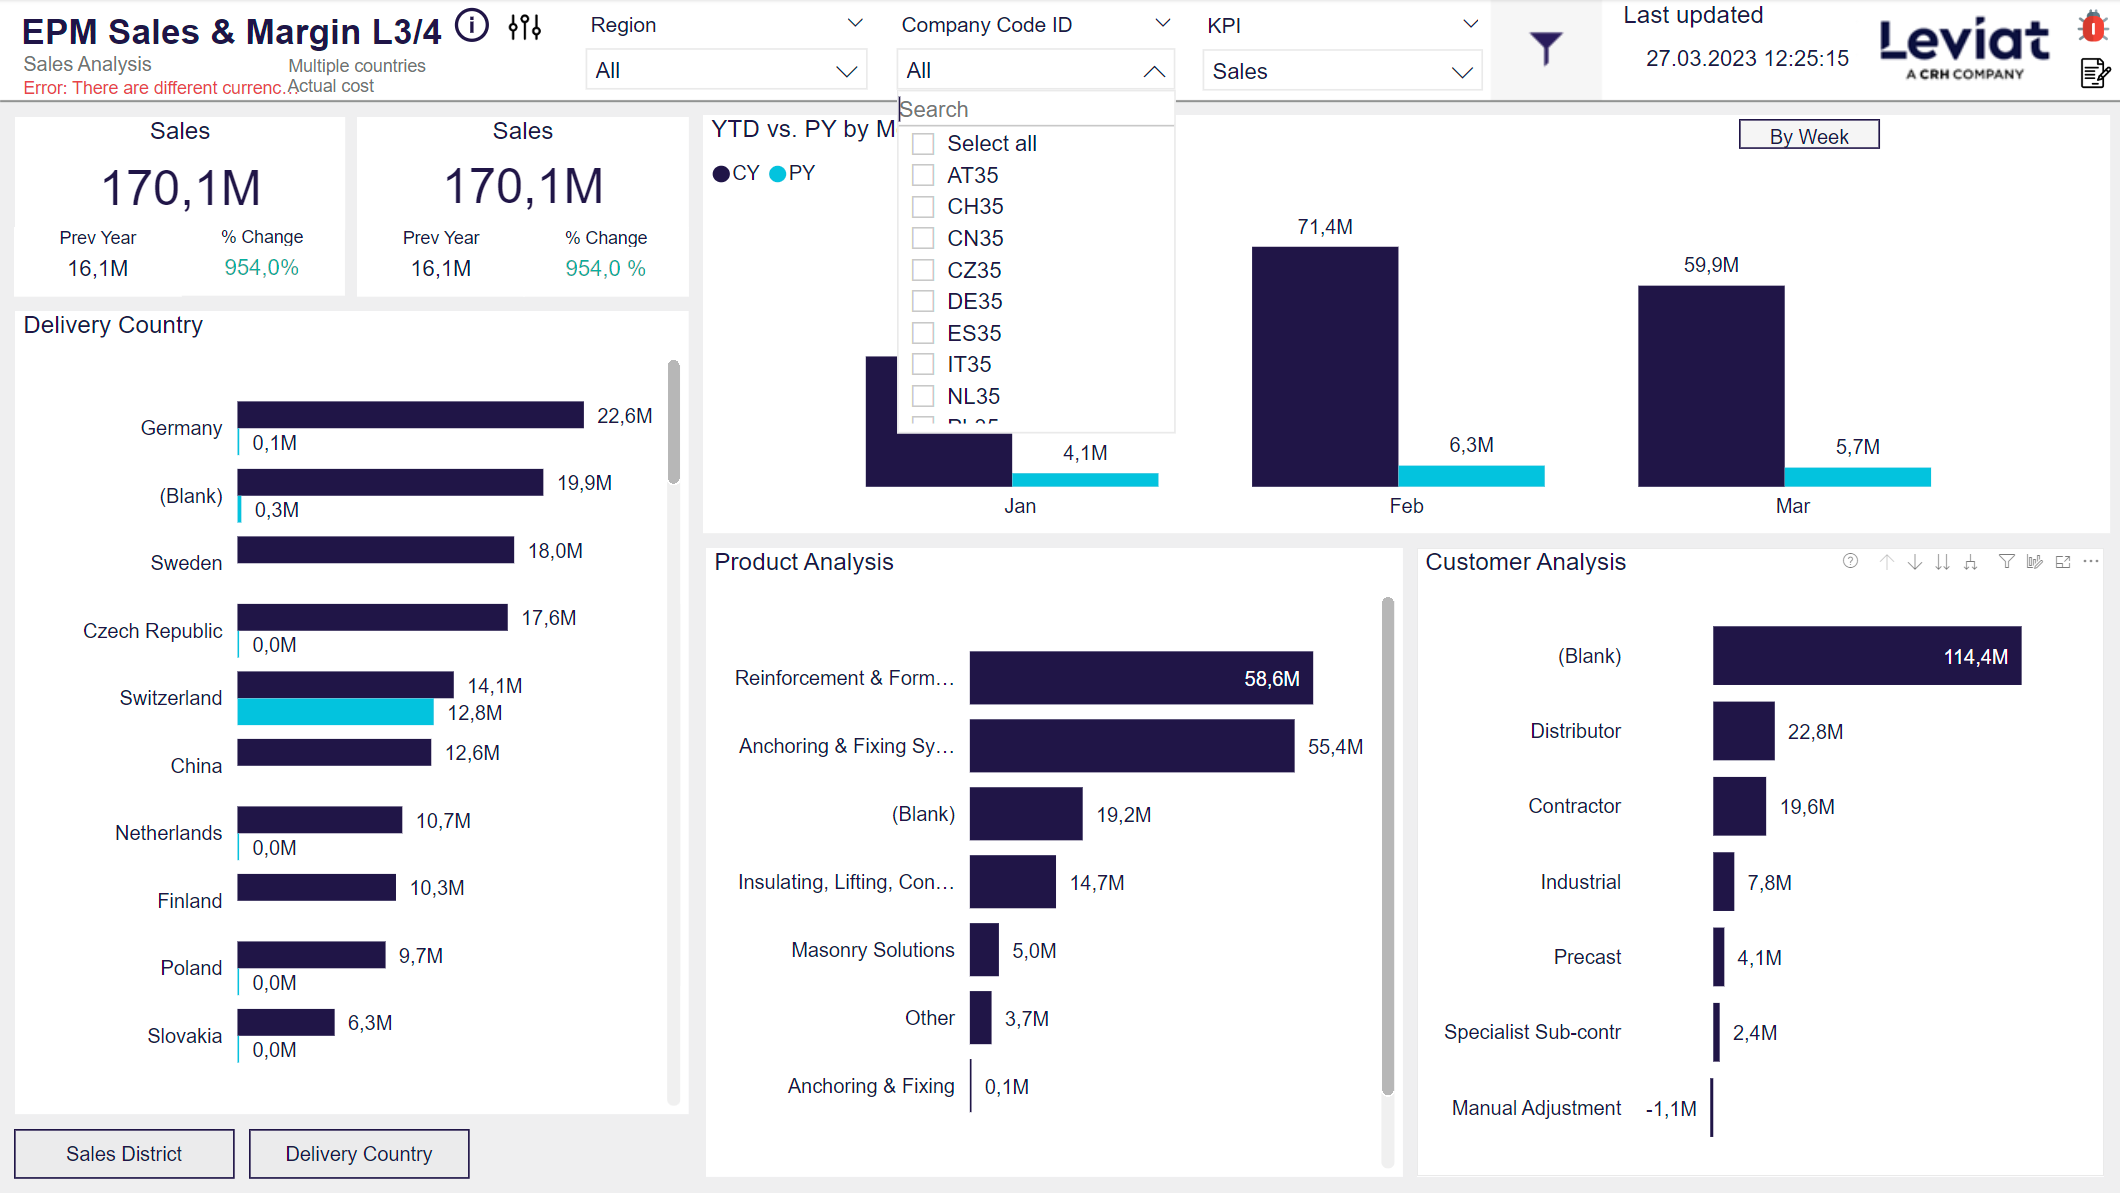 EPM Sales & Margin L3/4
Sales Analysis
Multiple countries
Error: There are different currenc...
Actual cost
Region
All
Company Code ID
All
KPI
Sales
Last updated
27.03.2023 12:25:15
Leviat
A CRH COMPANY
Search
Select all
AT35
CH35
CN35
CZ35
DE35
ES35
IT35
NL35
Sales
170,1M
Prev Year
% Change
16,1M
954,0%
Sales
170,1M
Prev Year
% Change
16,1M
954,0 %
YTD vs. PY by M
CY PY
By Week
71,4M
59,9M
4,1M
6,3M
5,7M
Jan
Feb
Mar
Delivery Country
Germany
22,6M
0,1M
(Blank)
19,9M
0,3M
Sweden
18,0M
Czech Republic
17,6M
0,0M
Switzerland
14,1M
12,8M
China
12,6M
Netherlands
10,7M
0,0M
Finland
10,3M
Poland
9,7M
0,0M
Slovakia
6,3M
0,0M
Sales District
Delivery Country
Product Analysis
Reinforcement & Form...
58,6M
Anchoring & Fixing Sy...
55,4M
(Blank)
19,2M
Insulating, Lifting, Con...
14,7M
Masonry Solutions
5,0M
Other
3,7M
Anchoring & Fixing
0,1M
Customer Analysis
(Blank)
114,4M
Distributor
22,8M
Contractor
19,6M
Industrial
7,8M
Precast
4,1M
Specialist Sub-contr
2,4M
Manual Adjustment
-1,1M